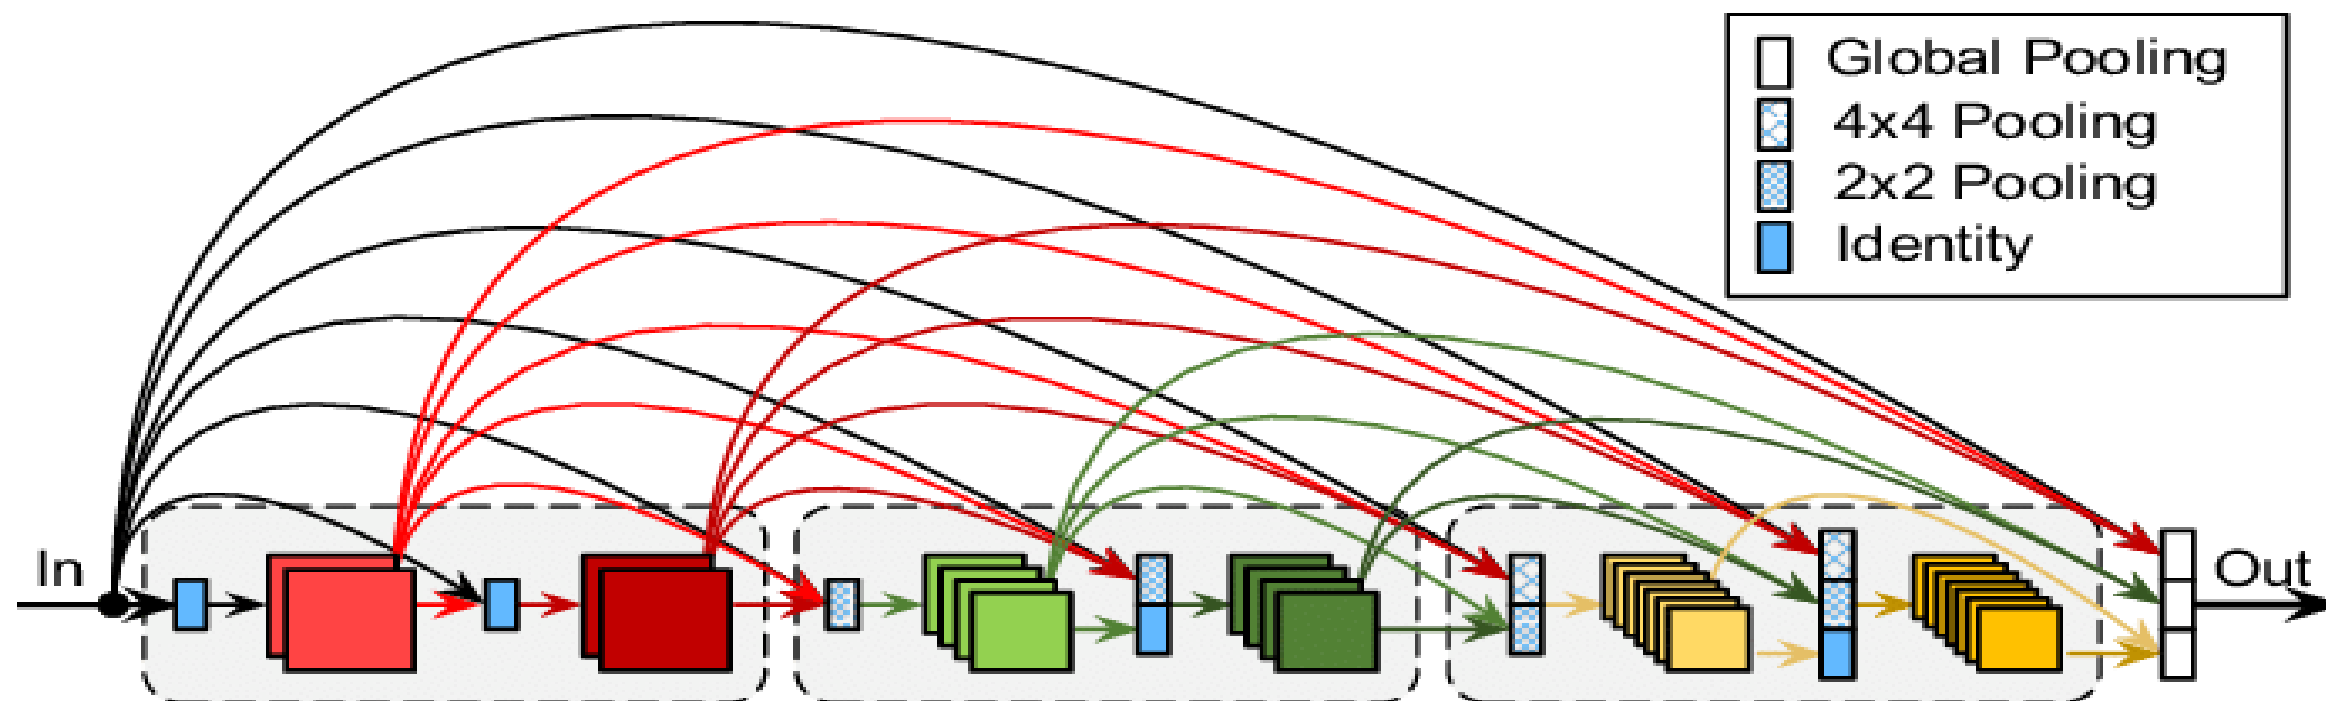 Global Pooling
4x4 Pooling
2x2 Pooling
Identity
In
Out